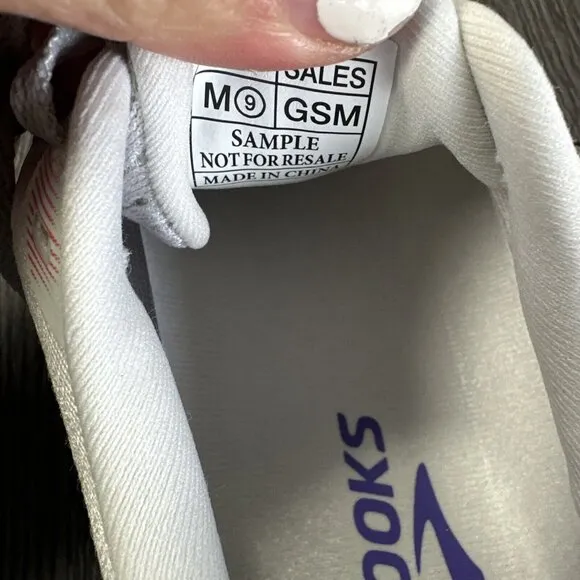 SALES
M 9 GSM
SAMPLE
NOT FOR RESALE
MADE IN CHINA
OOKS